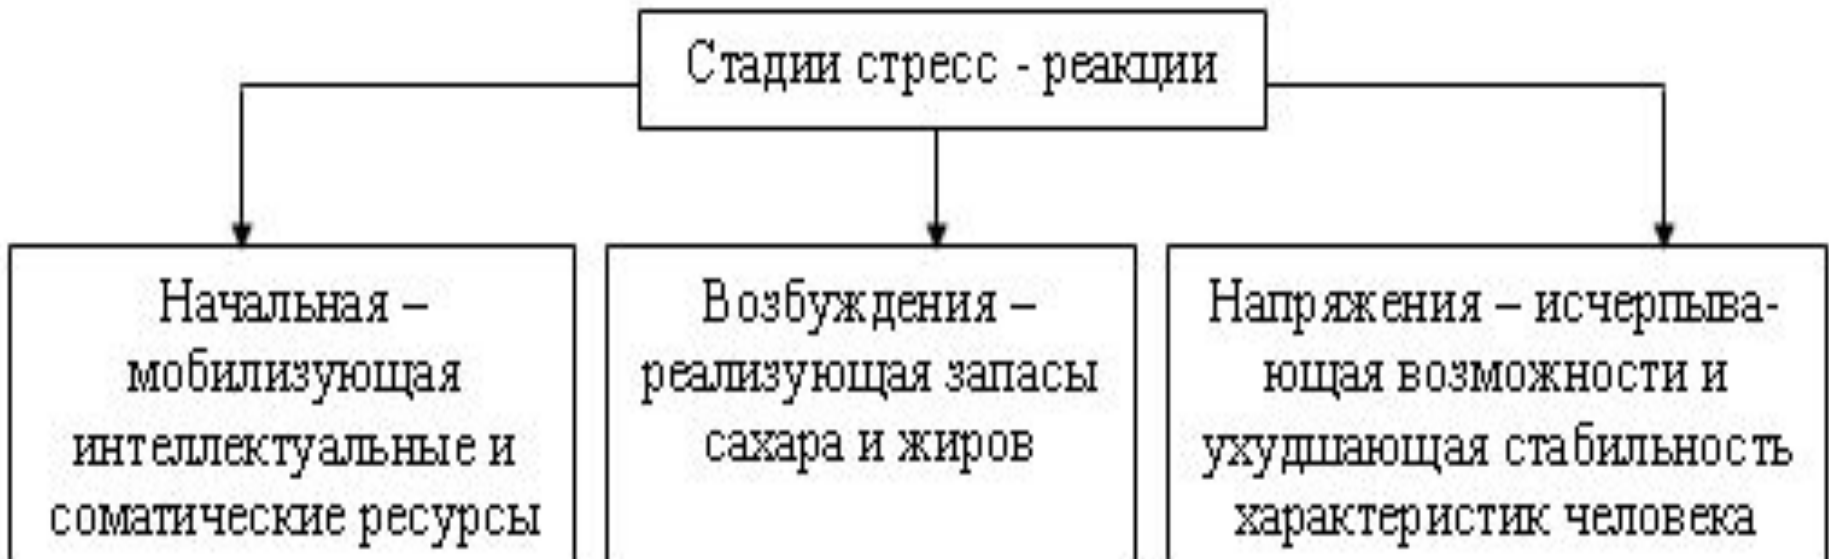 Стадии стресс - реакции
Начальная –
мобилизующая
интеллектуальные и
соматические ресурсы
Возбуждения –
реализующая запасы
сахара и жиров
Напряжения – исчерпыва-
ющая возможности и
ухудшающая стабильность
характеристик человека